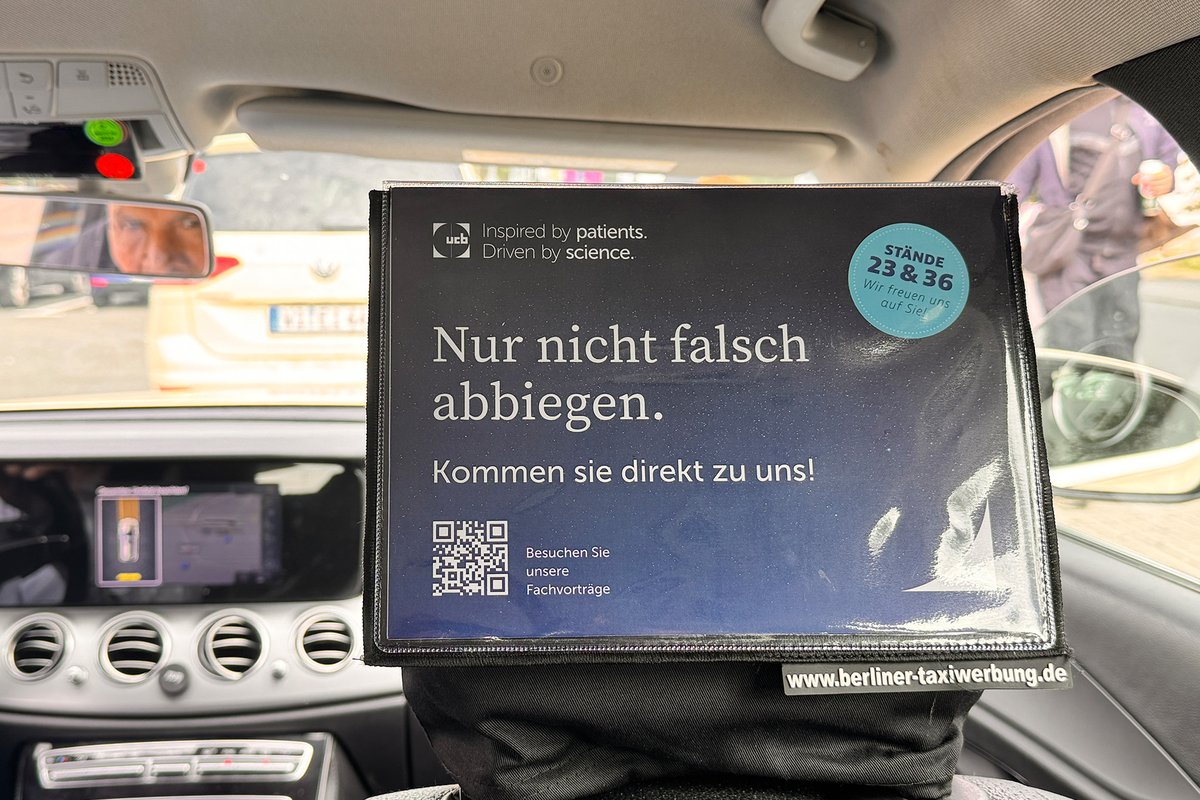 ucb
Inspired by patients.
Driven by science.
STÄNDE
23 & 36
Wir freuen uns
auf Sie!
Nur nicht falsch
abbiegen.
Kommen sie direkt zu uns!
Besuchen Sie
unsere
Fachvorträge
www.berliner-taxiwerbung.de